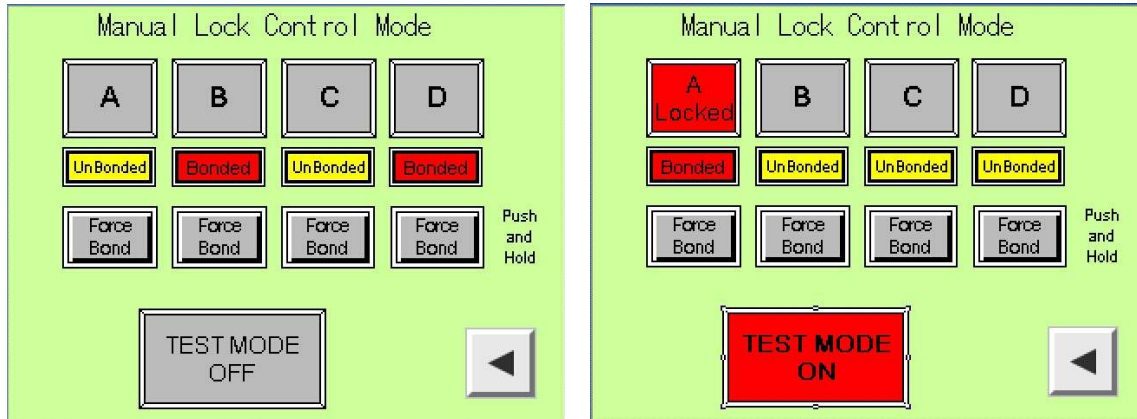 Manual Lock Control Mode
A B C D
UnBonded Bonded UnBonded Bonded
Force Bond Force Bond Force Bond Force Bond
Push
and
Hold
TEST MODE
OFF
Manual Lock Control Mode
A
Locked
B C D
Bonded UnBonded UnBonded UnBonded
Force Bond Force Bond Force Bond Force Bond
Push
and
Hold
TEST MODE
ON